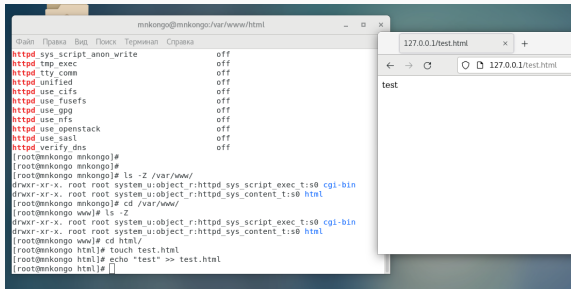 mnkongo@mnkongo:/var/www/html
Файл Правка Вид Поиск Терминал Справка
httpd_sys_script_anon_write off
httpd_tmp_exec off
httpd_tty_comm off
httpd_unified off
httpd_use_cifs off
httpd_use_fusefs off
httpd_use_gpg off
httpd_use_nfs off
httpd_use_openstack off
httpd_use_sasl off
httpd_verify_dns off
[root@mnkongo mnkongo]#
[root@mnkongo mnkongo]#
[root@mnkongo mnkongo]# ls -Z /var/www/
drwxr-xr-x. root root system_u:object_r:httpd_sys_script_exec_t:s0 cgi-bin
drwxr-xr-x. root root system_u:object_r:httpd_sys_content_t:s0 html
[root@mnkongo mnkongo]# cd /var/www/
[root@mnkongo www]# ls -Z
drwxr-xr-x. root root system_u:object_r:httpd_sys_script_exec_t:s0 cgi-bin
drwxr-xr-x. root root system_u:object_r:httpd_sys_content_t:s0 html
[root@mnkongo www]# cd html/
[root@mnkongo html]# touch test.html
[root@mnkongo html]# echo "test" >> test.html
[root@mnkongo html]#
127.0.0.1/test.html
127.0.0.1/test.html
test